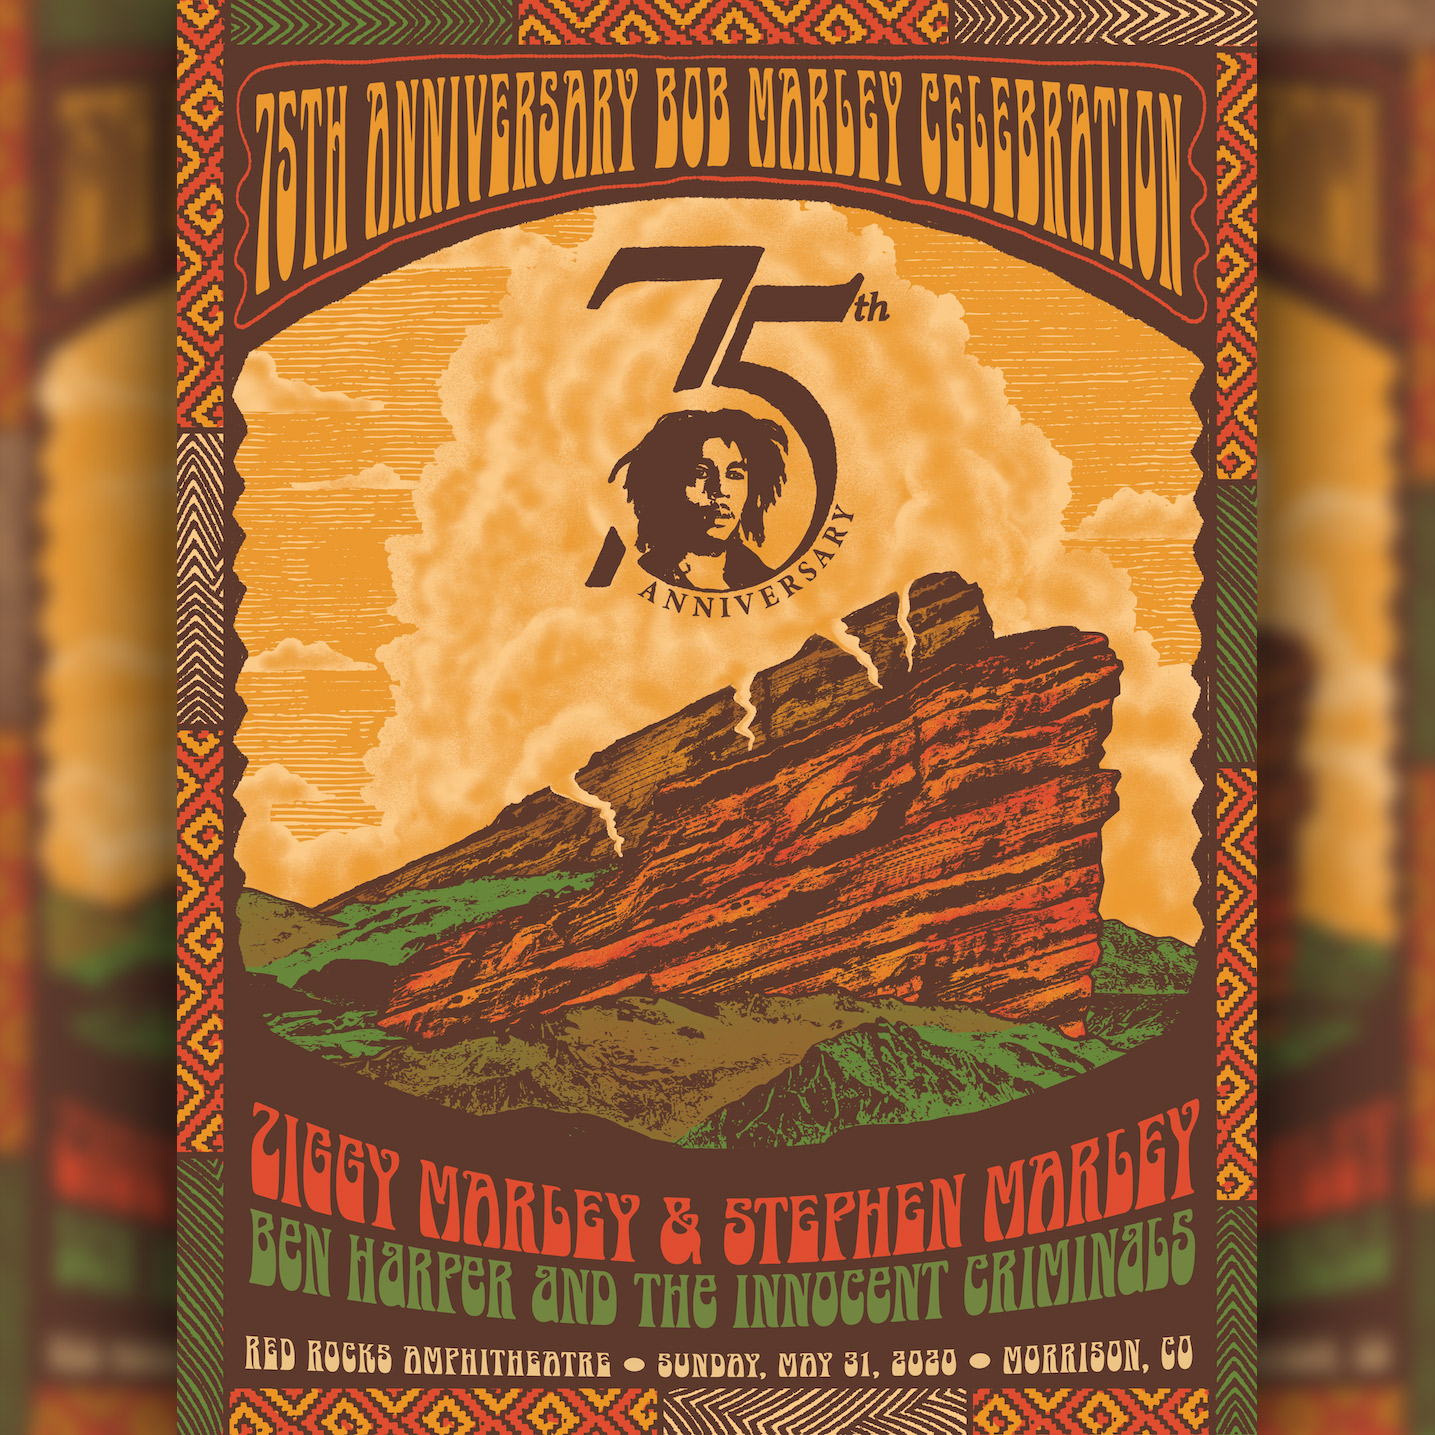 75TH ANNIVERSARY BOB MARLEY CELEBRATION
75th
ANNIVERSARY
ZIGGY MARLEY & STEPHEN MARLEY
BEN HARPER AND THE INNOCENT CRIMINALS
RED ROCKS AMPHITHEATRE • SUNDAY, MAY 31, 2020 • MORRISON, CO